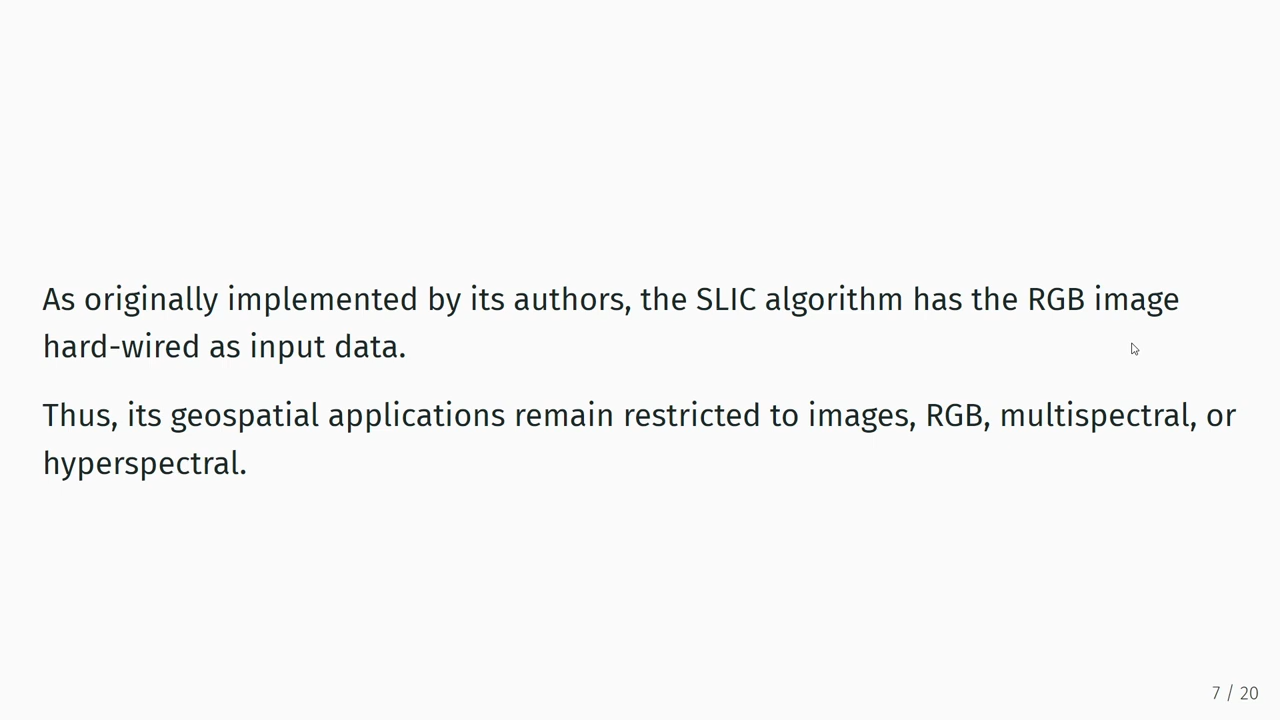 As originally implemented by its authors, the SLIC algorithm has the RGB image
hard-wired as input data.
Thus, its geospatial applications remain restricted to images, RGB, multispectral, or
hyperspectral.
7 / 20